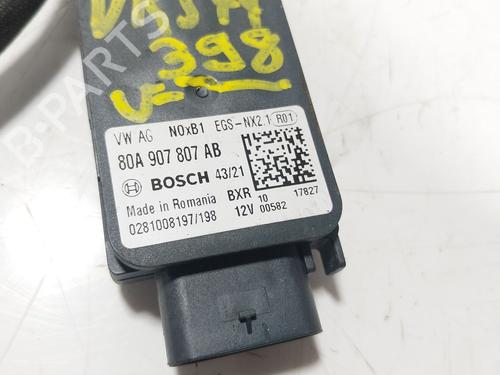 398
VW AG NOxB1 EGS-NX2.1 R01
80A 907 807 AB
BOSCH 43/21
Made in Romania BXR 10 17827
0281008197/198 12V 00582